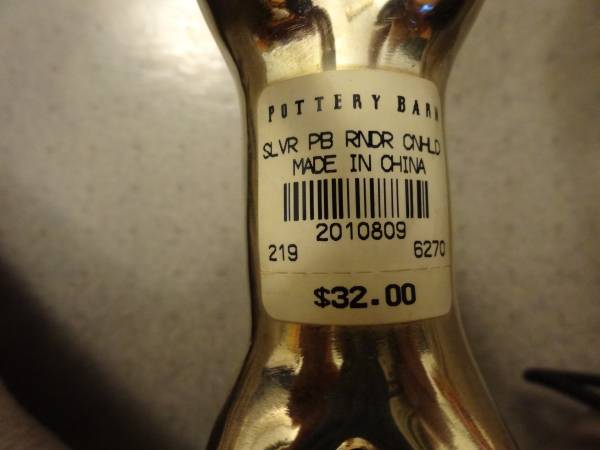 POTTERY BARN
SLVR PB RNDR CNHLD
MADE IN CHINA
2010809
219 6270
$32.00